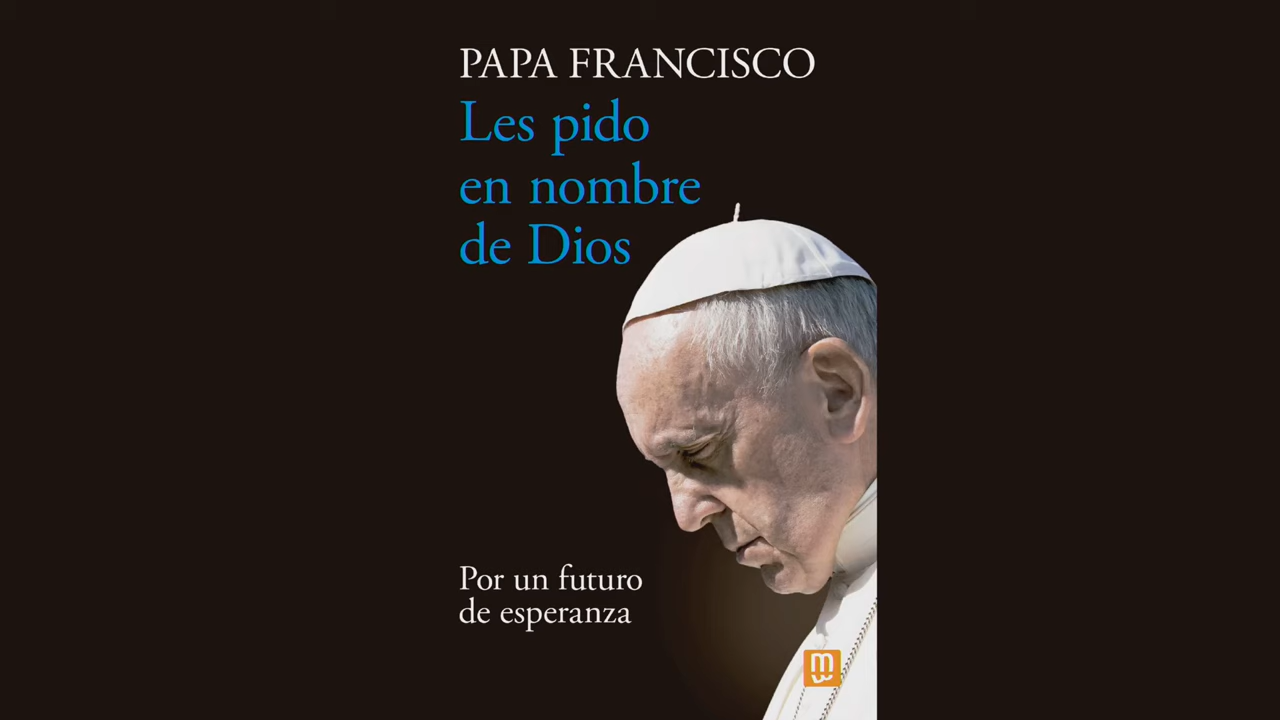 PAPA FRANCISCO
Les pido
en nombre
de Dios
Por un futuro
de esperanza